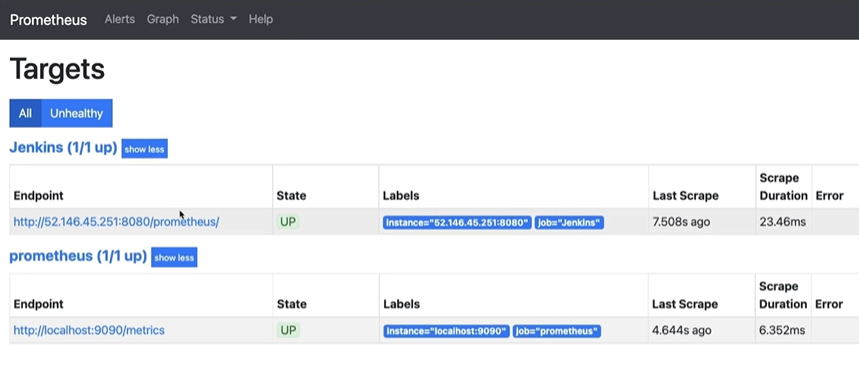 Prometheus Alerts Graph Status Help
Targets
All Unhealthy
Jenkins (1/1 up) show less
Endpoint State Labels Last Scrape Scrape Duration Error
http://52.146.45.251:8080/prometheus/ UP instance="52.146.45.251:8080" job="Jenkins" 7.508s ago 23.46ms
prometheus (1/1 up) show less
Endpoint State Labels Last Scrape Scrape Duration Error
http://localhost:9090/metrics UP instance="localhost:9090" job="prometheus" 4.644s ago 6.352ms